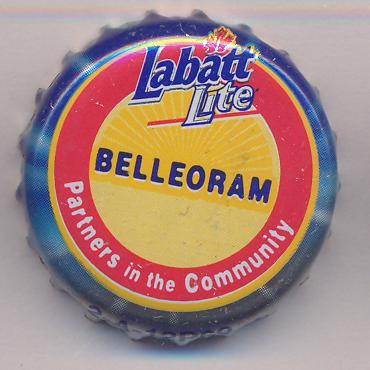 Labatt
Lite
BELLEORAM
Partners in the Community